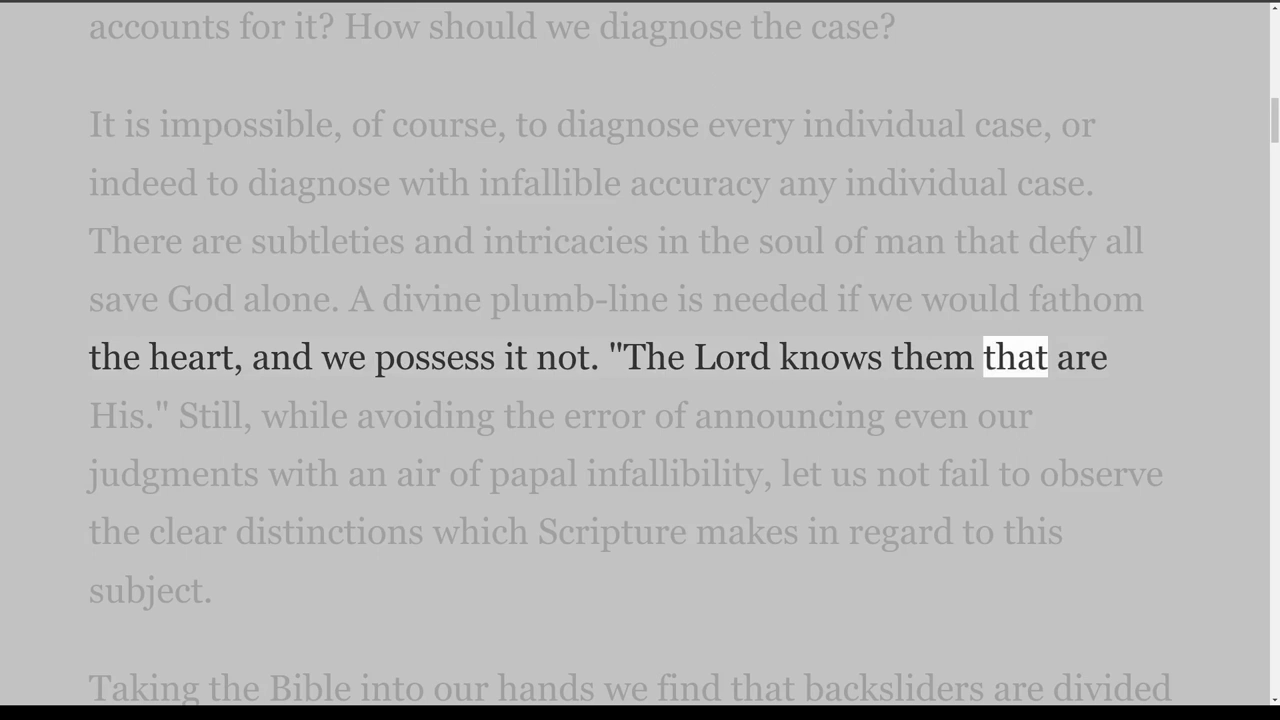 accounts for it? How should we diagnose the case?
It is impossible, of course, to diagnose every individual case, or
indeed to diagnose with infallible accuracy any individual case.
There are subtleties and intricacies in the soul of man that defy all
save God alone. A divine plumb-line is needed if we would fathom
the heart, and we possess it not. "The Lord knows them that are
His." Still, while avoiding the error of announcing even our
judgments with an air of papal infallibility, let us not fail to observe
the clear distinctions which Scripture makes in regard to this
subject.
Taking the Bible into our hands we find that backsliders are divided